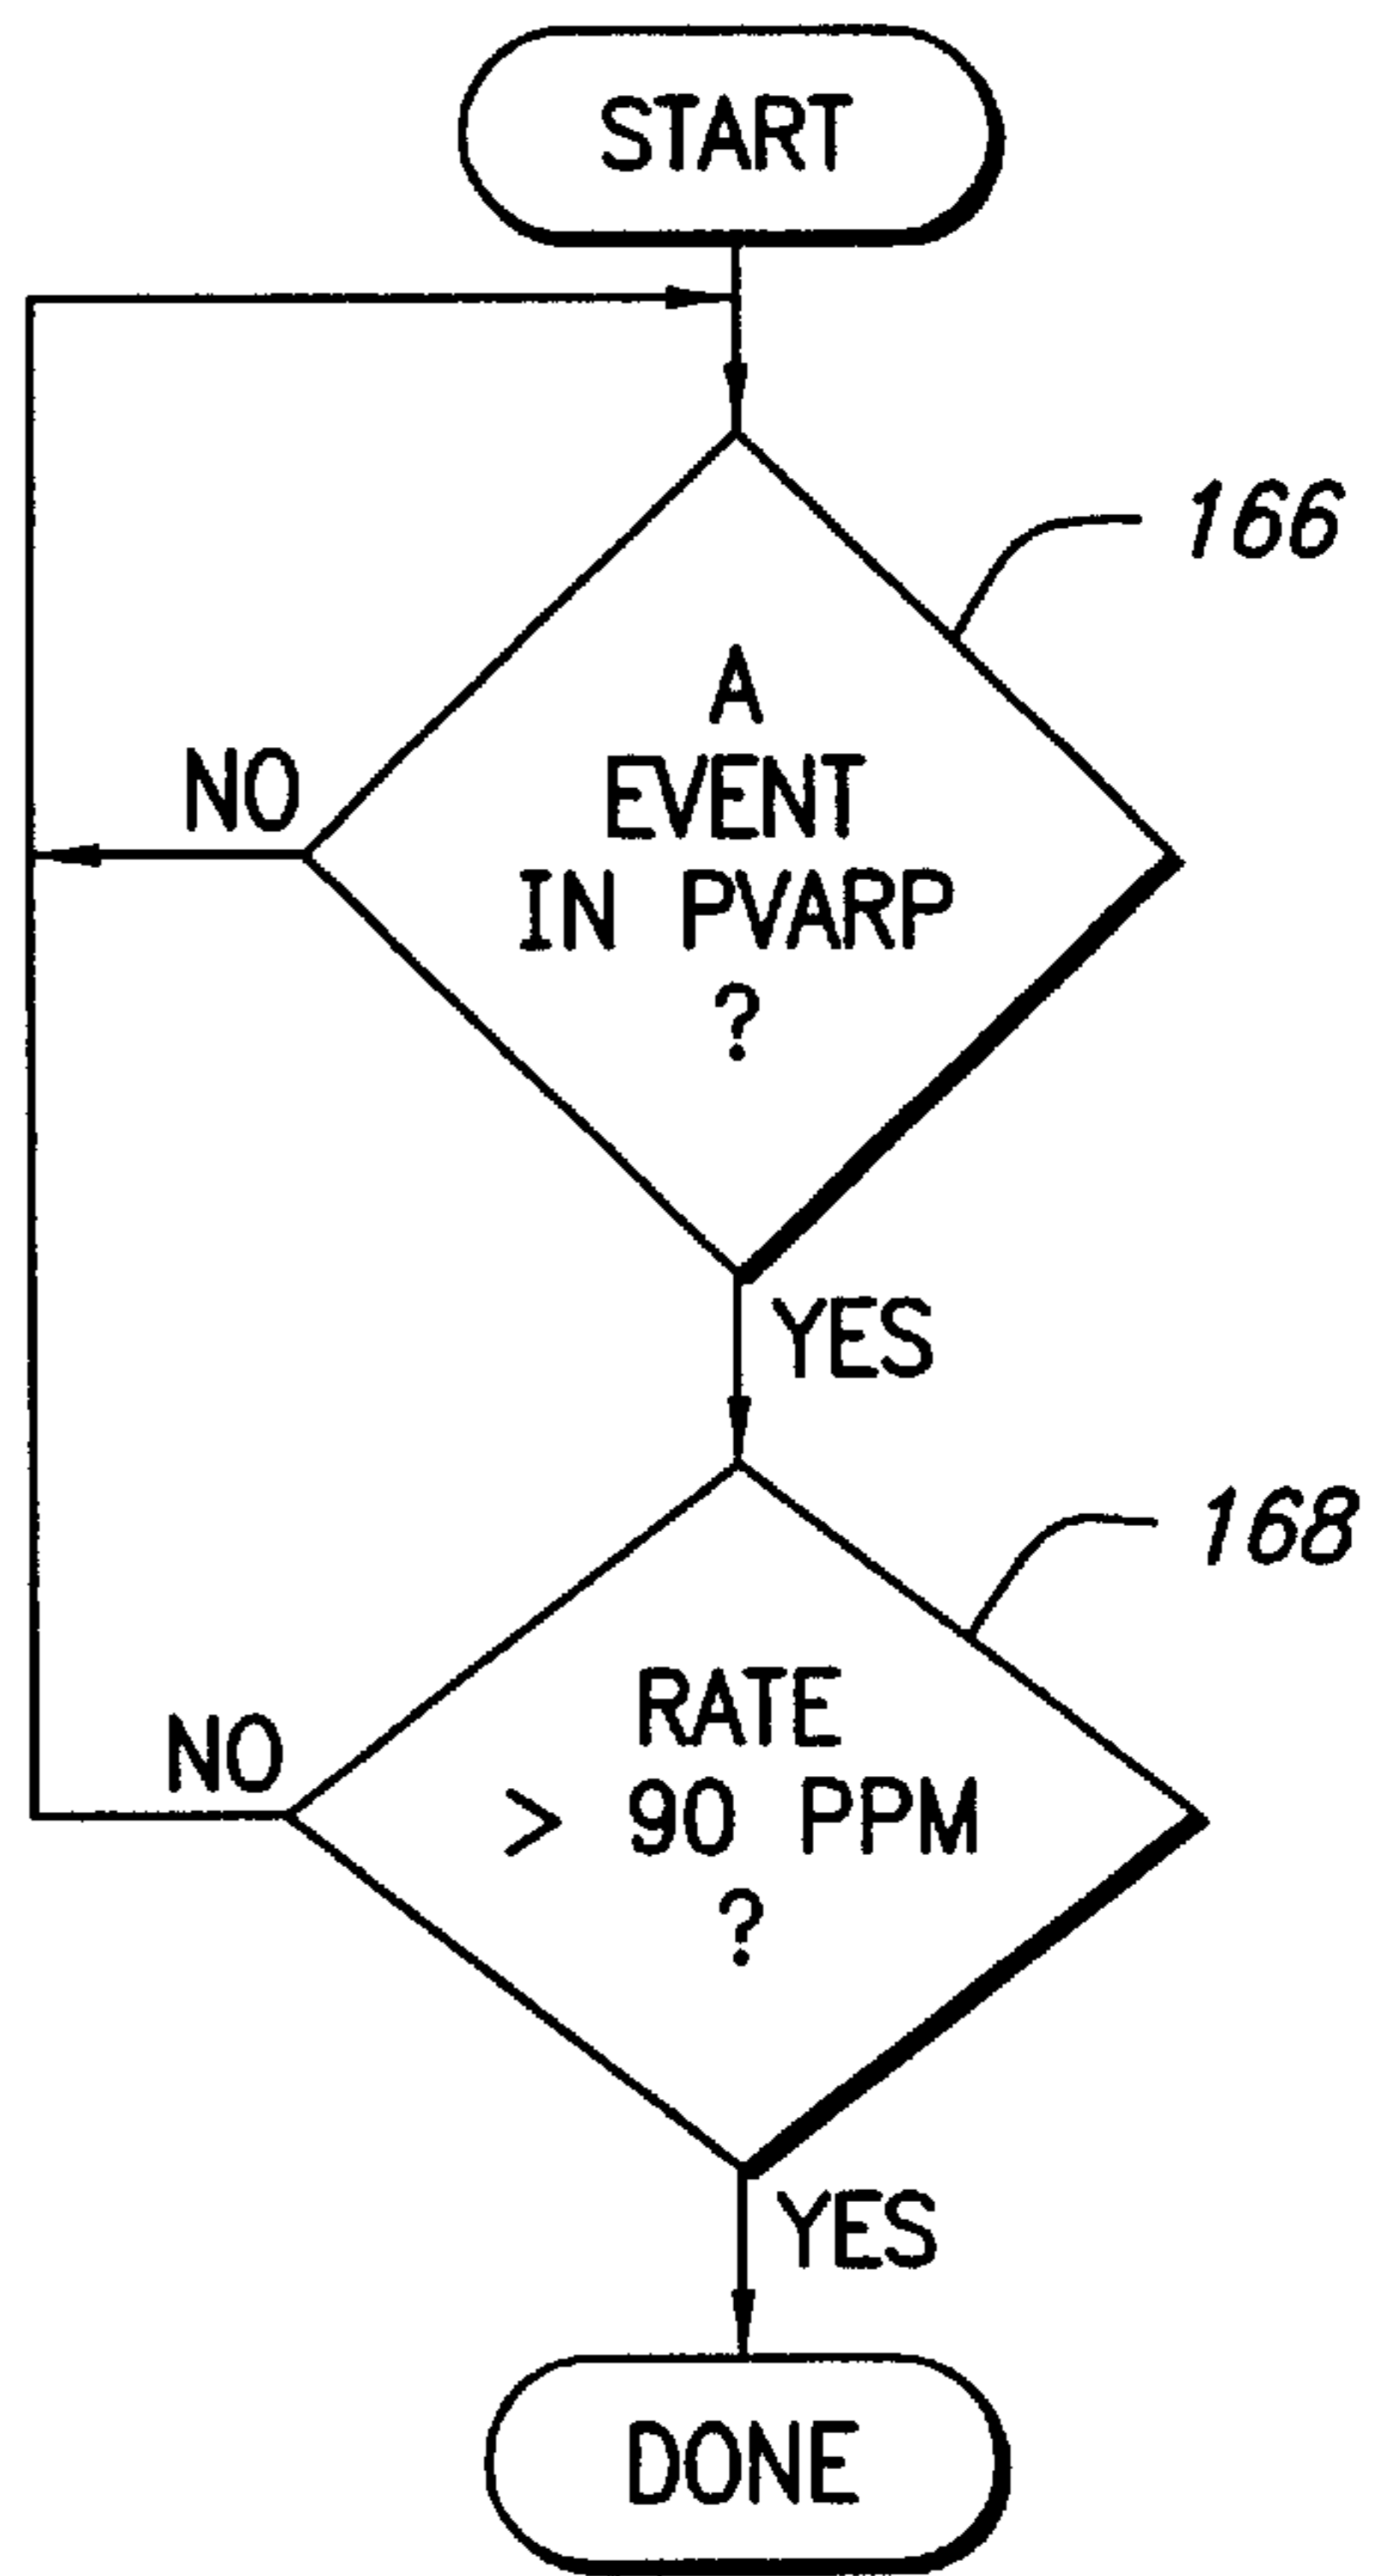 START
166
A
EVENT
IN PVARP
?
NO
YES
168
RATE
> 90 PPM
?
NO
YES
DONE